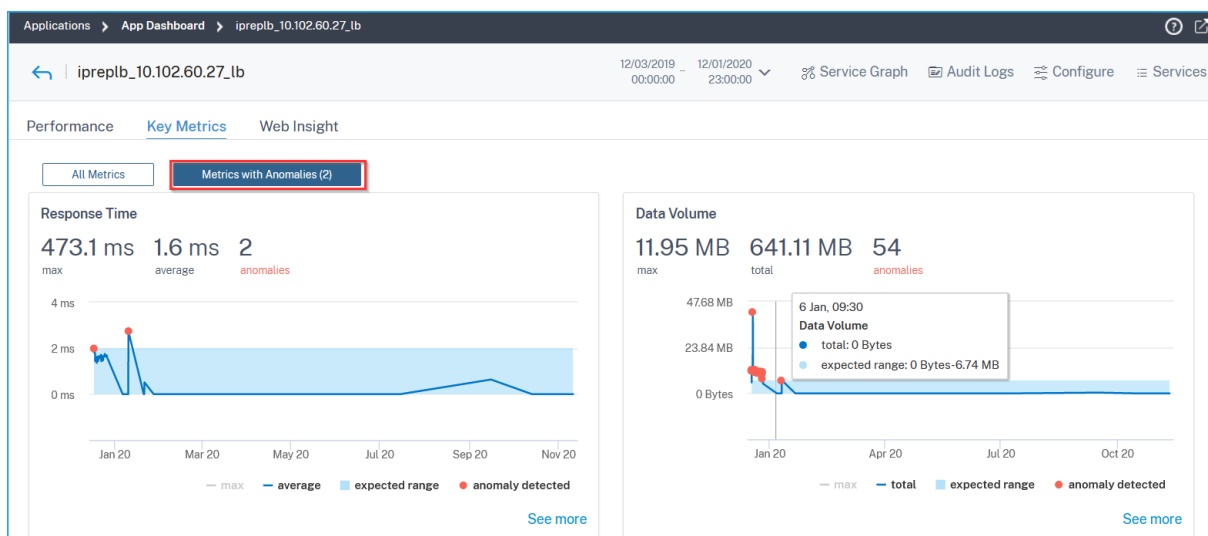 Applications > App Dashboard > ipreplb_10.102.60.27_lb
ipreplb_10.102.60.27_lb
12/03/2019 00:00:00 – 12/01/2020 23:00:00
Service Graph Audit Logs Configure Services
Performance Key Metrics Web Insight
All Metrics Metrics with Anomalies (2)
Response Time
473.1 ms 1.6 ms 2
max average anomalies
4 ms
2 ms
0 ms
Jan 20 Mar 20 May 20 Jul 20 Sep 20 Nov 20
max average expected range anomaly detected
See more
Data Volume
11.95 MB 641.11 MB 54
max total anomalies
47.68 MB
23.84 MB
0 Bytes
6 Jan, 09:30
Data Volume
total: 0 Bytes
expected range: 0 Bytes-6.74 MB
Jan 20 Apr 20 Jul 20 Oct 20
max total expected range anomaly detected
See more